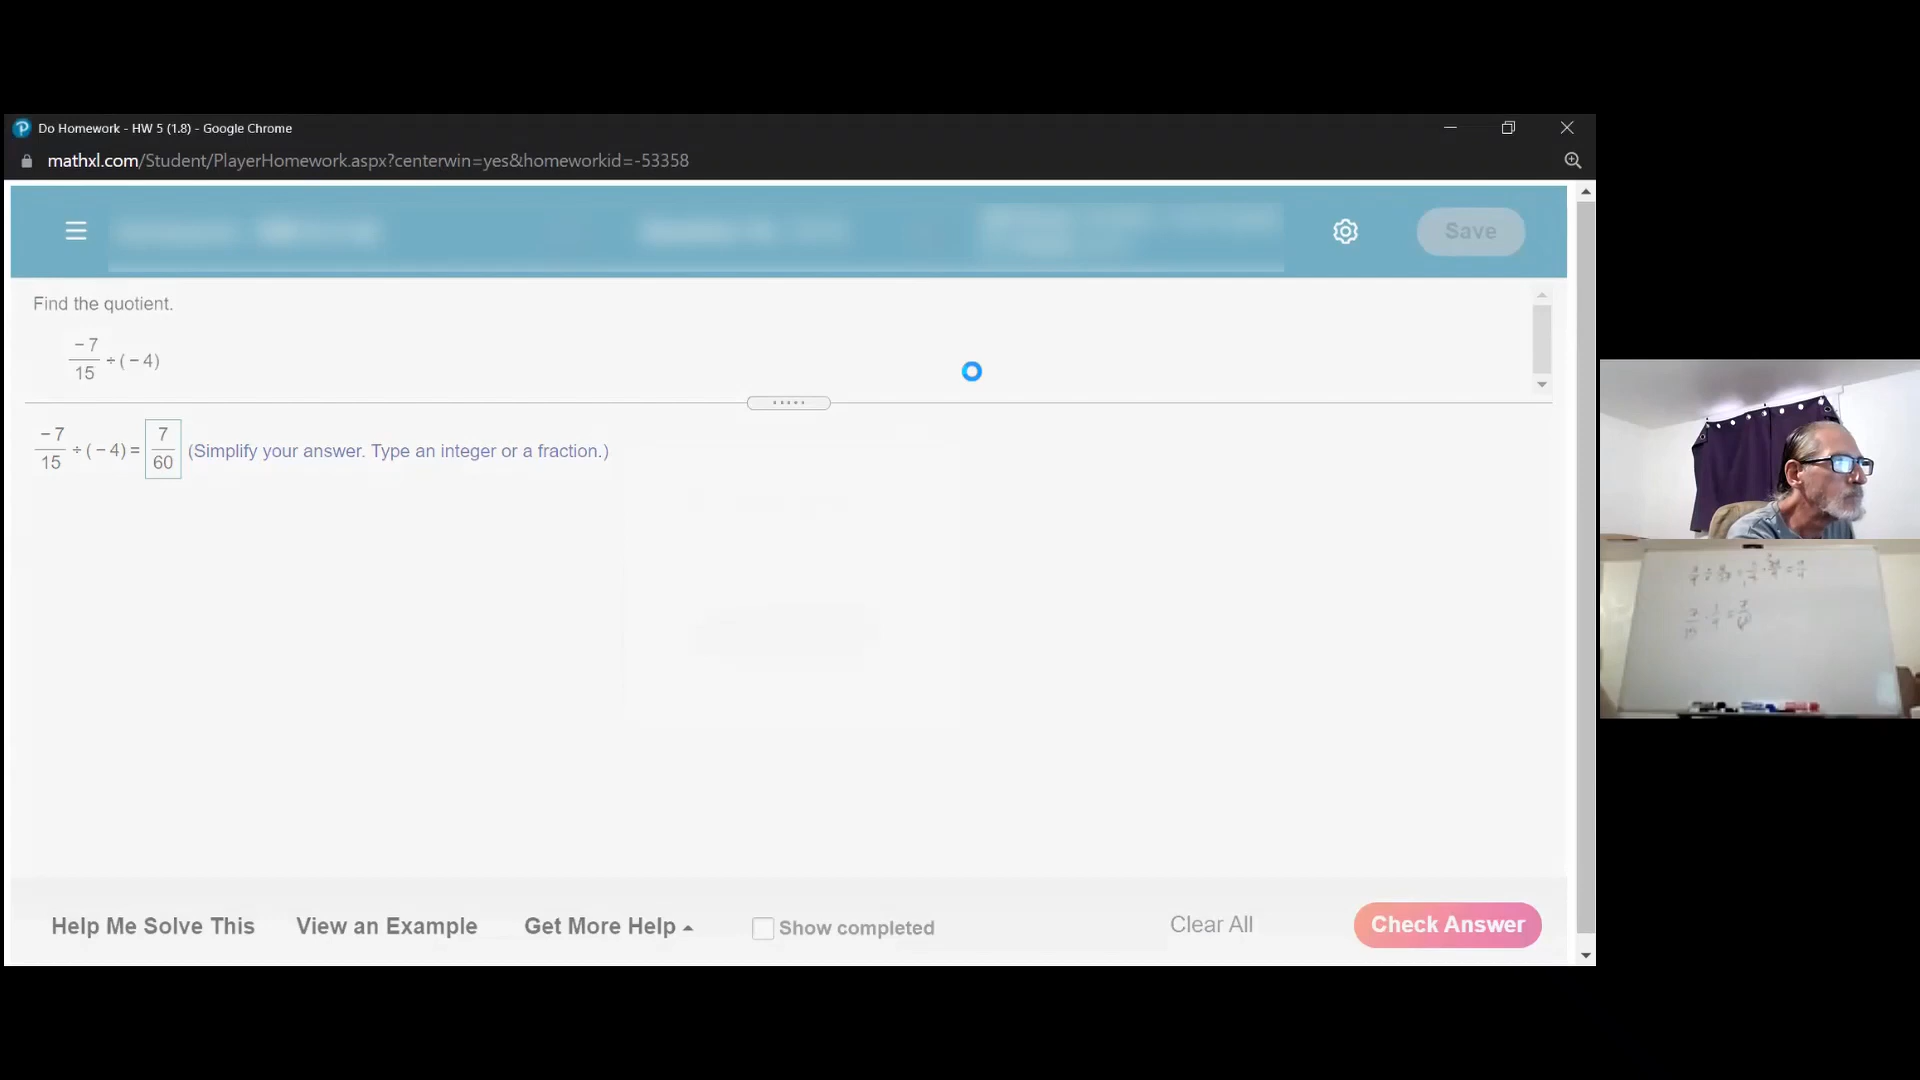 Do Homework - HW 5 (1.8) - Google Chrome
mathxl.com/Student/PlayerHomework.aspx?centerwin=yes&homeworkid=-53358
Save
Find the quotient.
-7/15 ÷ (-4)
-7/15 ÷ (-4) = 7/60 (Simplify your answer. Type an integer or a fraction.)
Help Me Solve This View an Example Get More Help Show completed Clear All Check Answer